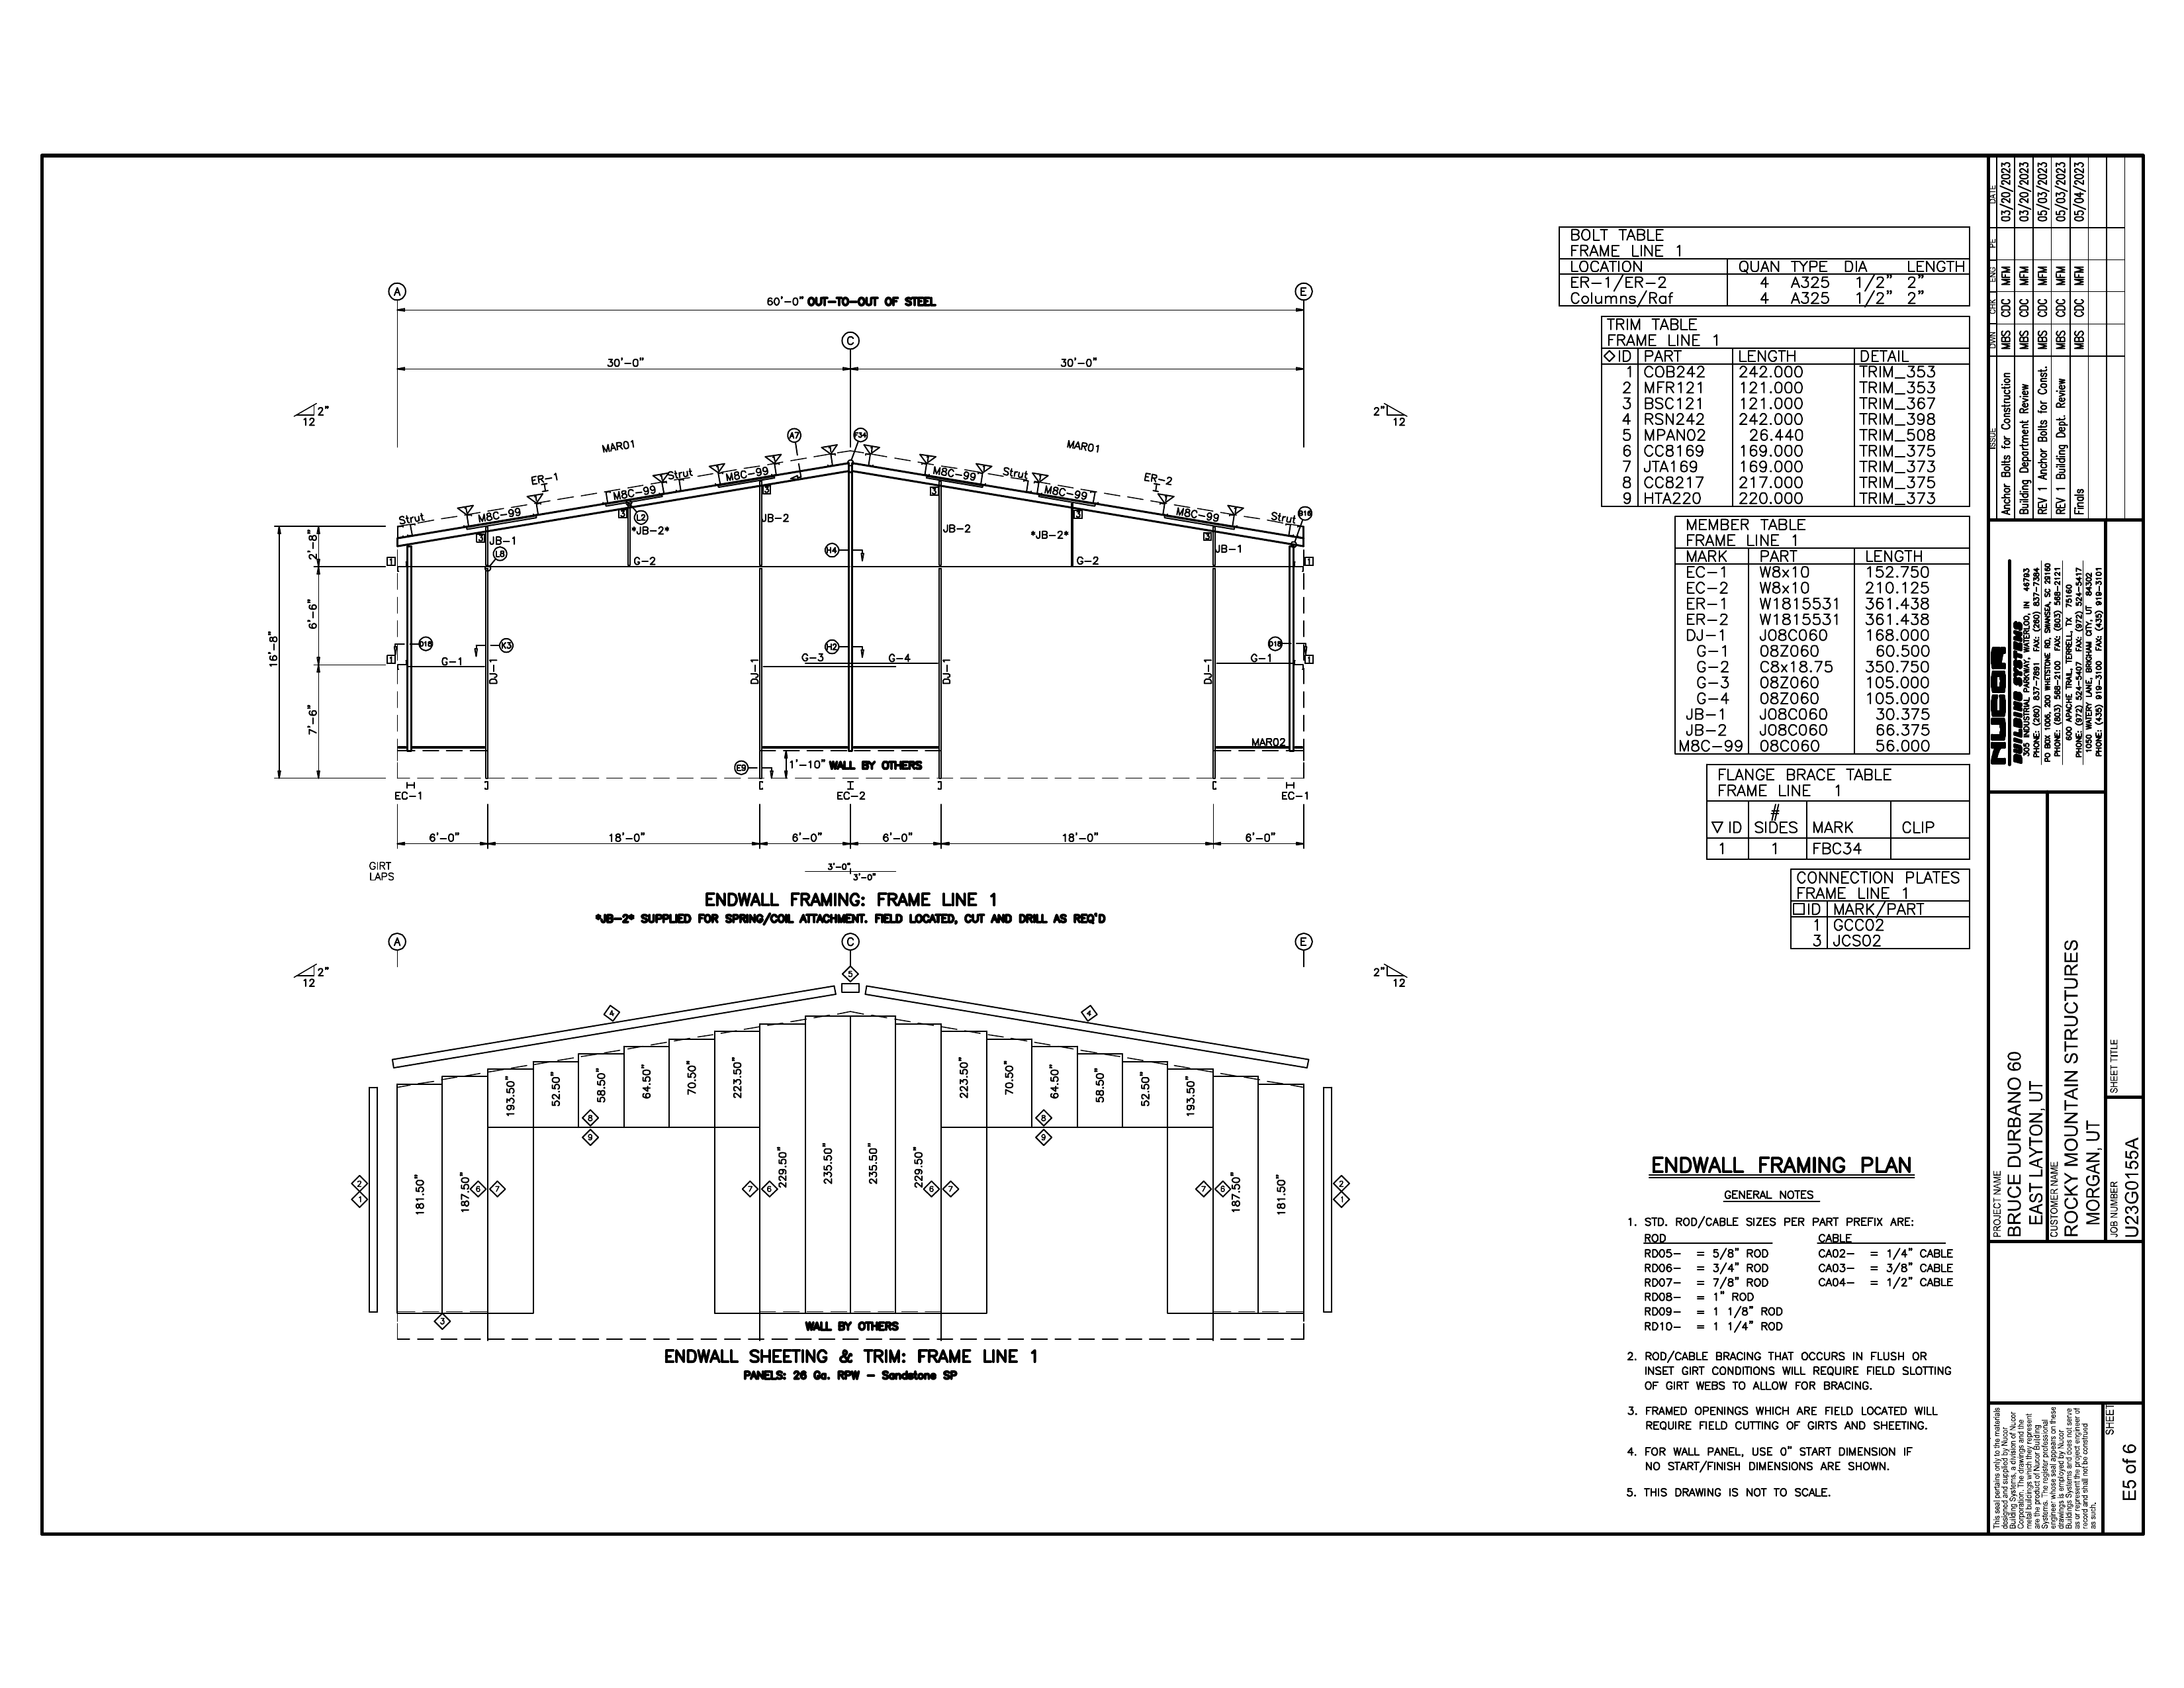 A
E
60'-0" OUT-TO-OUT OF STEEL
C
30'-0"
30'-0"
2"
12
2"
12
MAR01
A7
F34
MAR01
ER-1
Strut
M8C-99
M8C-99
Strut
ER-2
M8C-99
3
3
M8C-99
Strut
M8C-99
M8C-99
Strut
3
L2
JB-2
JB-2
3
*JB-2*
*JB-2*
3
JB-1
3
JB-1
L8
H4
2'-8"
1
G-2
G-2
1
6'-6"
16'-8"
D18
K3
H2
D18
1
G-1
G-3
G-4
G-1
1
DJ-1
DJ-1
DJ-1
DJ-1
7'-6"
MAR02
E9
1'-10" WALL BY OTHERS
EC-1
EC-2
EC-1
6'-0"
18'-0"
6'-0"
6'-0"
18'-0"
6'-0"
GIRT
LAPS
3'-0"
3'-0"
ENDWALL FRAMING: FRAME LINE 1
*JB-2* SUPPLIED FOR SPRING/COIL ATTACHMENT. FIELD LOCATED, CUT AND DRILL AS REQ'D
A
C
E
2"
12
2"
12
5
4
4
193.50"
52.50"
58.50"
64.50"
70.50"
223.50"
223.50"
70.50"
64.50"
58.50"
52.50"
193.50"
8
9
8
9
181.50"
187.50"
229.50"
235.50"
235.50"
229.50"
187.50"
181.50"
2
1
6
7
7
6
6
7
7
6
2
1
3
WALL BY OTHERS
ENDWALL SHEETING & TRIM: FRAME LINE 1
PANELS: 26 Ga. RPW - Sandstone SP
BOLT TABLE
FRAME LINE 1
LOCATION QUAN TYPE DIA LENGTH
ER-1/ER-2 4 A325 1/2" 2"
Columns/Raf 4 A325 1/2" 2"
TRIM TABLE
FRAME LINE 1
ID PART LENGTH DETAIL
1 COB242 242.000 TRIM_353
2 MFR121 121.000 TRIM_353
3 BSC121 121.000 TRIM_367
4 RSN242 242.000 TRIM_398
5 MPAN02 26.440 TRIM_508
6 CC8169 169.000 TRIM_375
7 JTA169 169.000 TRIM_373
8 CC8217 217.000 TRIM_375
9 HTA220 220.000 TRIM_373
MEMBER TABLE
FRAME LINE 1
MARK PART LENGTH
EC-1 W8x10 152.750
EC-2 W8x10 210.125
ER-1 W1815531 361.438
ER-2 W1815531 361.438
DJ-1 J08C060 168.000
G-1 08Z060 60.500
G-2 C8x18.75 350.750
G-3 08Z060 105.000
G-4 08Z060 105.000
JB-1 J08C060 30.375
JB-2 J08C060 66.375
M8C-99 08C060 56.000
FLANGE BRACE TABLE
FRAME LINE 1
ID # SIDES MARK CLIP
1 1 FBC34
CONNECTION PLATES
FRAME LINE 1
ID MARK/PART
1 GCC02
3 JCS02
ENDWALL FRAMING PLAN
GENERAL NOTES
1. STD. ROD/CABLE SIZES PER PART PREFIX ARE:
ROD CABLE
RD05- = 5/8" ROD CA02- = 1/4" CABLE
RD06- = 3/4" ROD CA03- = 3/8" CABLE
RD07- = 7/8" ROD CA04- = 1/2" CABLE
RD08- = 1" ROD
RD09- = 1 1/8" ROD
RD10- = 1 1/4" ROD
2. ROD/CABLE BRACING THAT OCCURS IN FLUSH OR
INSET GIRT CONDITIONS WILL REQUIRE FIELD SLOTTING
OF GIRT WEBS TO ALLOW FOR BRACING.
3. FRAMED OPENINGS WHICH ARE FIELD LOCATED WILL
REQUIRE FIELD CUTTING OF GIRTS AND SHEETING.
4. FOR WALL PANEL, USE 0" START DIMENSION IF
NO START/FINISH DIMENSIONS ARE SHOWN.
5. THIS DRAWING IS NOT TO SCALE.
ISSUE DWN CHK ENG PE DATE
Anchor Bolts for Construction MBS CDC MFM 03/20/2023
Building Department Review MBS CDC MFM 03/20/2023
REV 1 Anchor Bolts for Const. MBS CDC MFM 05/03/2023
REV 1 Building Dept. Review MBS CDC MFM 05/03/2023
Finals MBS CDC MFM 05/04/2023
NUCOR
BUILDING SYSTEMS
305 INDUSTRIAL PARKWAY, WATERLOO, IN 46793
PHONE: (260) 837-7891 FAX: (260) 837-7384
PO BOX 1006, 200 WHETSTONE RD, SWANSEA, SC 29160
PHONE: (803) 568-2100 FAX: (803) 568-2121
600 APACHE TRAIL, TERRELL, TX 75160
PHONE: (972) 524-5407 FAX: (972) 524-5417
1050 WATERY LANE, BRIGHAM CITY, UT 84302
PHONE: (435) 919-3100 FAX: (435) 919-3101
PROJECT NAME
BRUCE DURBANO 60
EAST LAYTON, UT
CUSTOMER NAME
ROCKY MOUNTAIN STRUCTURES
MORGAN, UT
JOB NUMBER
U23G0155A
SHEET TITLE
This seal pertains only to the materials
designed and supplied by Nucor
Building Systems, a division of Nucor
Corporation. The drawings and the
metal buildings which they represent
are the product of Nucor Building
Systems. The register professional
engineer whose seal appears on these
drawings is employed by Nucor
Buildings Systems and does not serve
as or represent the project engineer of
record and shall not be construed
as such.
SHEET
E5 of 6